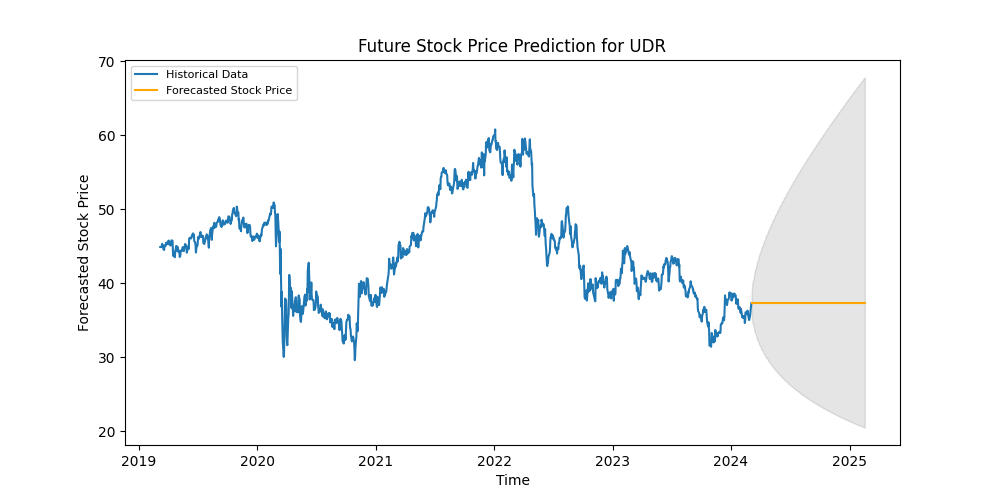 Future Stock Price Prediction for UDR
Historical Data
Forecasted Stock Price
Forecasted Stock Price
70
60
50
40
30
20
2019 2020 2021 2022 2023 2024 2025
Time